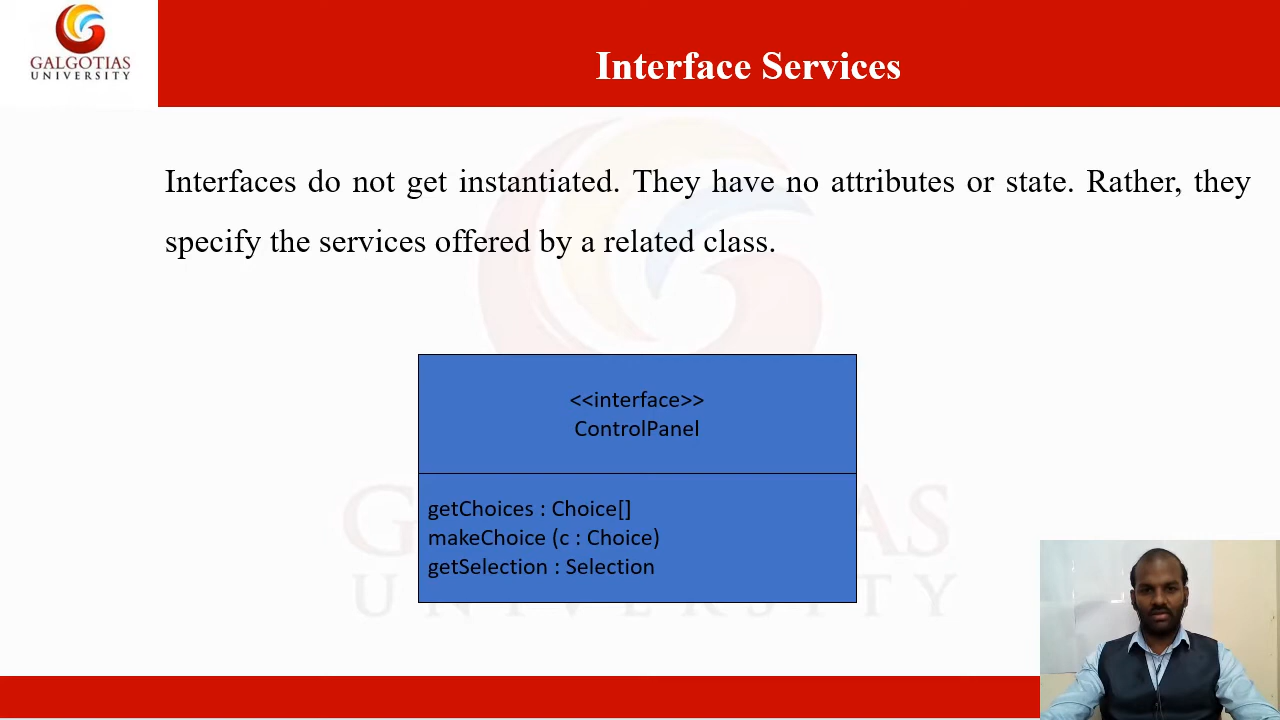 GALGOTIAS
UNIVERSITY
Interface Services
Interfaces do not get instantiated. They have no attributes or state. Rather, they
specify the services offered by a related class.
<<interface>>
ControlPanel
getChoices : Choice[]
makeChoice (c : Choice)
getSelection : Selection